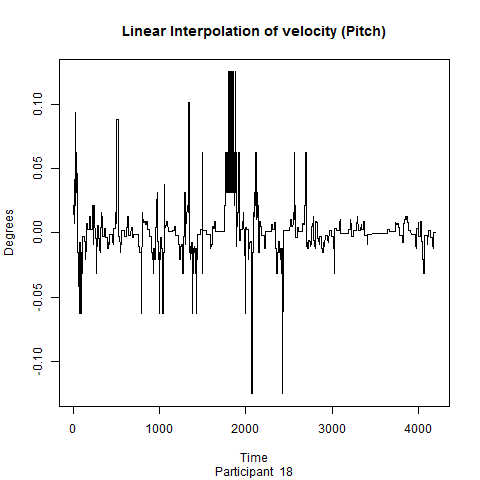 Linear Interpolation of velocity (Pitch)
Degrees
0.10
0.05
0.00
-0.05
-0.10
0 1000 2000 3000 4000
Time
Participant 18